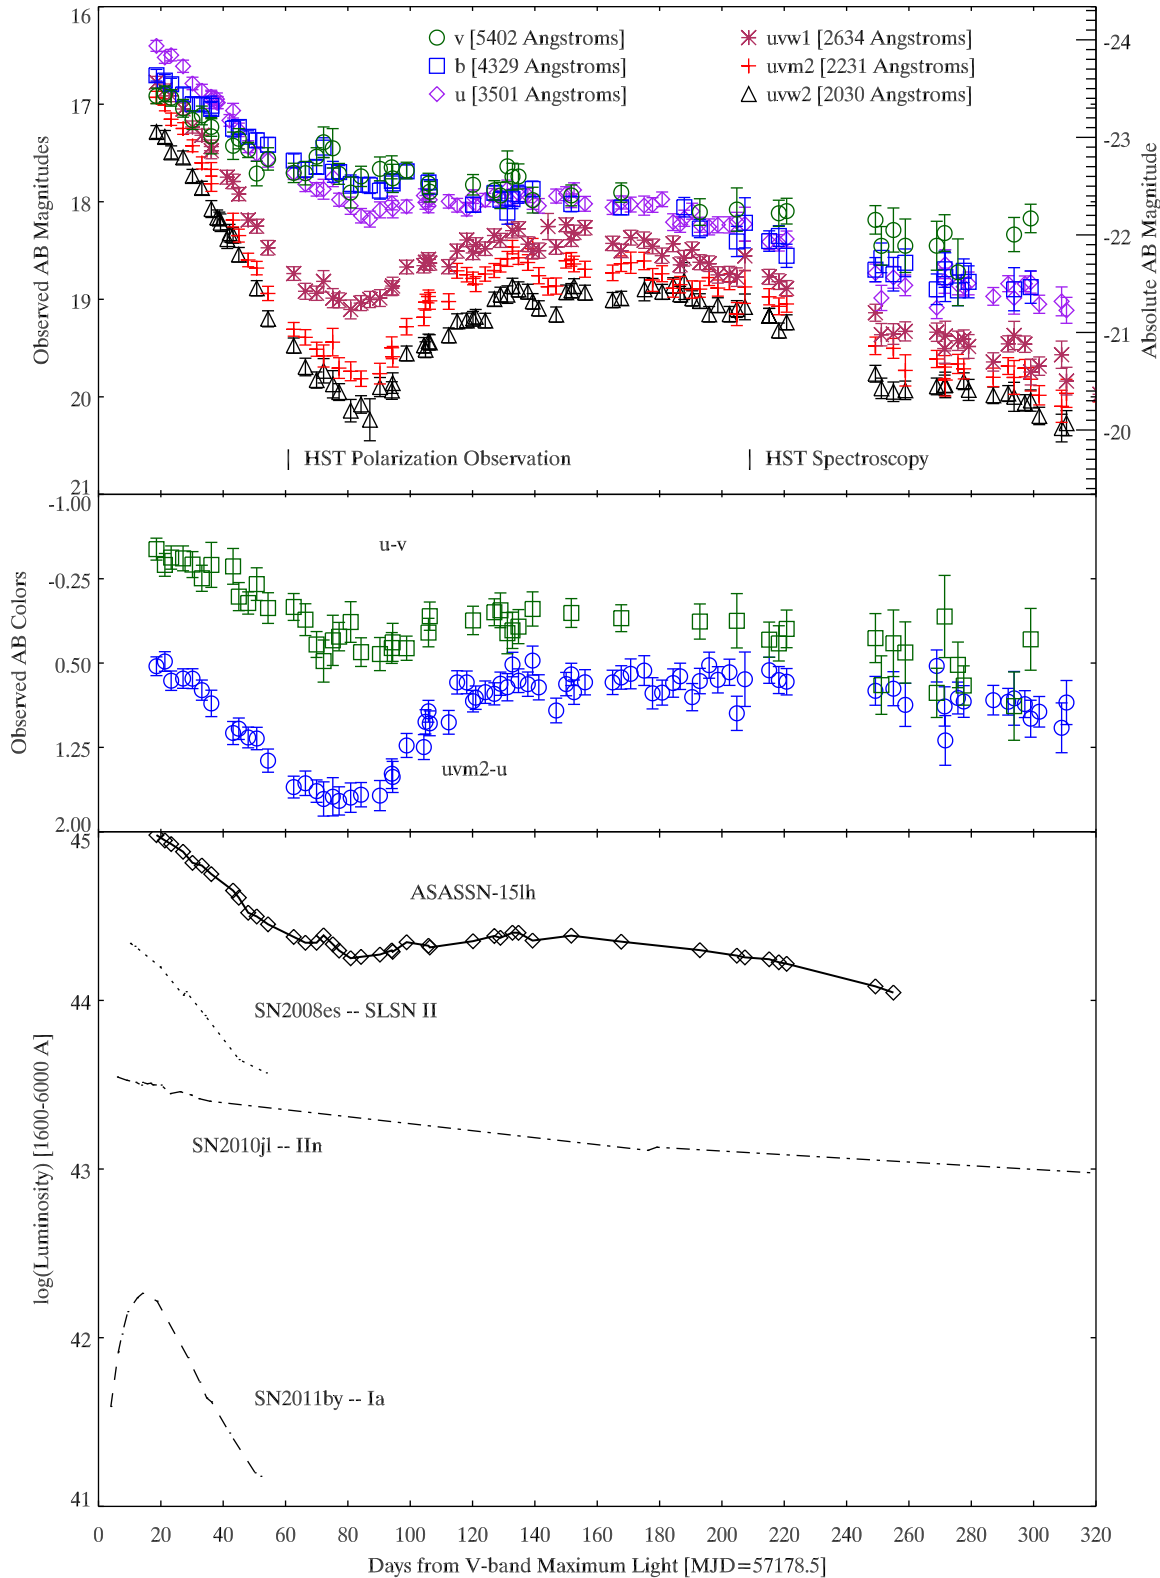 16
17
18
19
20
21
Observed AB Magnitudes
v [5402 Angstroms]
b [4329 Angstroms]
u [3501 Angstroms]
uvw1 [2634 Angstroms]
uvm2 [2231 Angstroms]
uvw2 [2030 Angstroms]
-24
-23
-22
-21
-20
Absolute AB Magnitude
| HST Polarization Observation
| HST Spectroscopy
-1.00
-0.25
0.50
1.25
2.00
Observed AB Colors
u-v
uvm2-u
45
44
43
42
41
log(Luminosity) [1600-6000 A]
ASASSN-15lh
SN2008es -- SLSN II
SN2010jl -- IIn
SN2011by -- Ia
0 20 40 60 80 100 120 140 160 180 200 220 240 260 280 300 320
Days from V-band Maximum Light [MJD=57178.5]